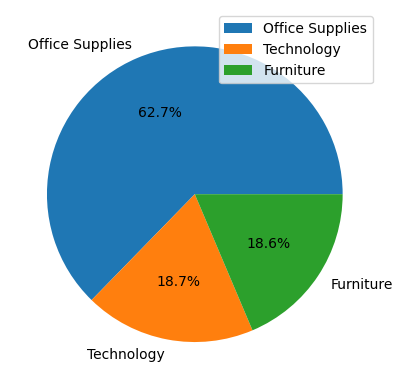 Office Supplies
Technology
Furniture
Office Supplies
62.7%
18.6%
18.7%
Furniture
Technology